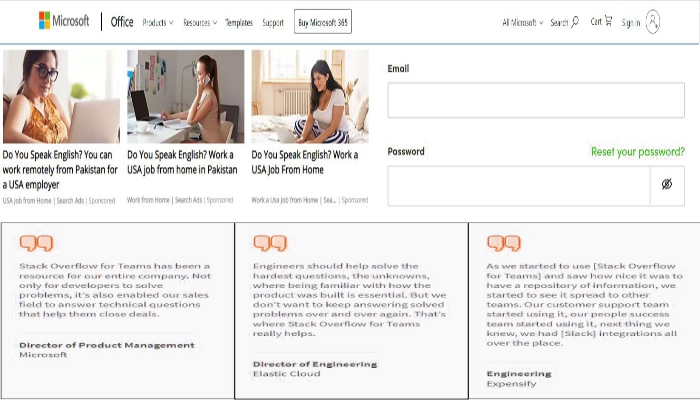 Microsoft Office Products Resources Templates Support Buy Microsoft 365 All Microsoft Search Cart Sign in
Do You Speak English? You can
work remotely from Pakistan for
a USA employer
USA Job from Home | Search Ads | Sponsored
Do You Speak English? Work a
USA job from home in Pakistan
Work from Home | Search Ads | Sponsored
Do You Speak English? Work a
USA Job From Home
Work a Usa Job from Home | Sea... | Sponsored
Email
Password Reset your password?
Stack Overflow for Teams has been a
resource for our entire company. Not
only for developers to solve
problems, it's also enabled our sales
field to answer technical questions
that help them close deals.
Director of Product Management
Microsoft
Engineers should help solve the
hardest questions, the unknowns,
where being familiar with how the
product was built is essential. But we
don't want to keep answering solved
problems over and over again. That's
where Stack Overflow for Teams
really helps.
Director of Engineering
Elastic Cloud
As we started to use [Stack Overflow
for Teams] and saw how nice it was to
have a repository of information, we
started to see it spread to other
teams. Our customer support team
started using it, our people success
team started using it, next thing we
knew, we had [Slack] integrations all
over the place.
Engineering
Expensify